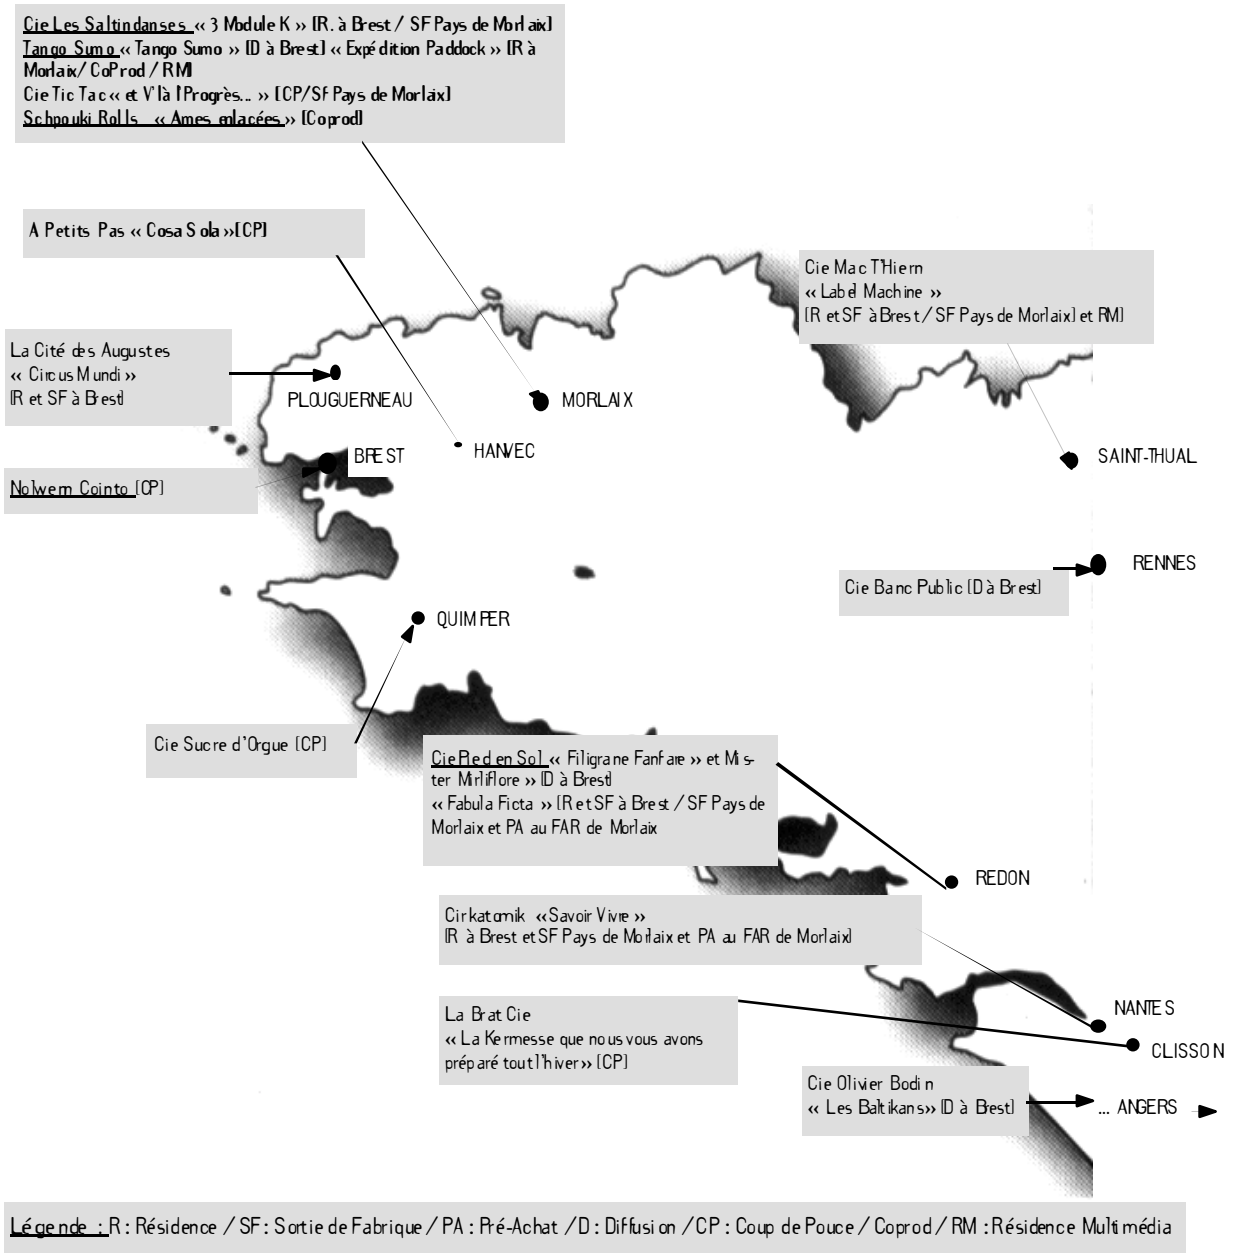 Cie Les Saltindanses « 3 Module K » (R. à Brest / SF Pays de Morlaix)
Tango Sumo « Tango Sumo » (D à Brest) « Expédition Paddock » (R à
Morlaix/ CoProd / RM)
Cie Tic Tac « et V'là l'Progrès... » (CP/SF Pays de Morlaix)
Schpouki Rolls « Ames enlacées » (Coprod)
A Petits Pas « Cosa Sola »(CP)
Cie Mac T'Hiern
« Label Machine »
(R et SF à Brest / SF Pays de Morlaix) et RM)
La Cité des Augustes
« Circus Mundi »
(R et SF à Brest)
PLOUGUERNEAU
MORLAIX
HANVEC
BREST
SAINT-THUAL
Nolwenn Cointo (CP)
RENNES
Cie Banc Public (D à Brest)
QUIMPER
Cie Sucre d'Orgue (CP)
Cie Pied en Sol « Filigrane Fanfare » et Mis-
ter Mirliflore » (D à Brest)
« Fabula Ficta » (R et SF à Brest / SF Pays de
Morlaix et PA au FAR de Morlaix
REDON
Cirkatomik «Savoir Vivre »
(R à Brest et SF Pays de Morlaix et PA au FAR de Morlaix)
La Brat Cie
« La Kermesse que nous vous avons
préparé tout l'hiver» (CP)
NANTES
CLISSON
Cie Olivier Bodin
« Les Baltikans» (D à Brest)
... ANGERS
Légende : R : Résidence / SF : Sortie de Fabrique / PA : Pré-Achat / D : Diffusion / CP : Coup de Pouce / Coprod / RM : Résidence Multimédia